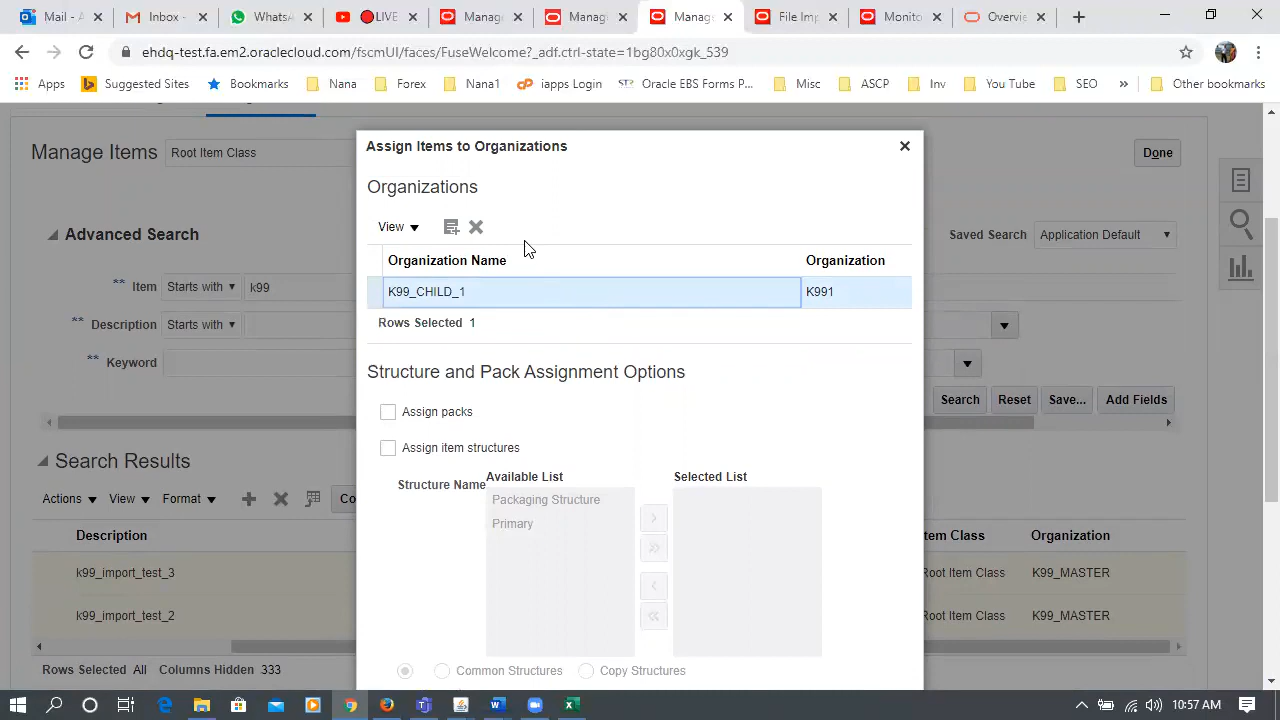 Mail - A
Inbox
Whats
LIVE
Manag
Manag
Manag
File Imp
Monito
Overvie
ehdq-test.fa.em2.oraclecloud.com/fscmUI/faces/FuseWelcome?_adf.ctrl-state=1bg80x0xgk_539
Apps
Suggested Sites
Bookmarks
Nana
Forex
Nana1
iapps Login
Oracle EBS Forms P...
Misc
ASCP
Inv
You Tube
SEO
»
Other bookmarks
Manage Items
Root Item Class
Done
Advanced Search
Saved Search
Application Default
** Item
Starts with
k99
** Description
Starts with
** Keyword
Search
Reset
Save...
Add Fields
Search Results
Actions
View
Format
Co
Description
em Class
Organization
k99_import_test_3
Root Item Class
K99_MASTER
k99_import_test_2
Root Item Class
K99_MASTER
Rows Selected All
Columns Hidden 333
Assign Items to Organizations
Organizations
View
Organization Name
Organization
K99_CHILD_1
K991
Rows Selected 1
Structure and Pack Assignment Options
Assign packs
Assign item structures
Structure Name
Available List
Selected List
Packaging Structure
Primary
Common Structures
Copy Structures
10:57 AM